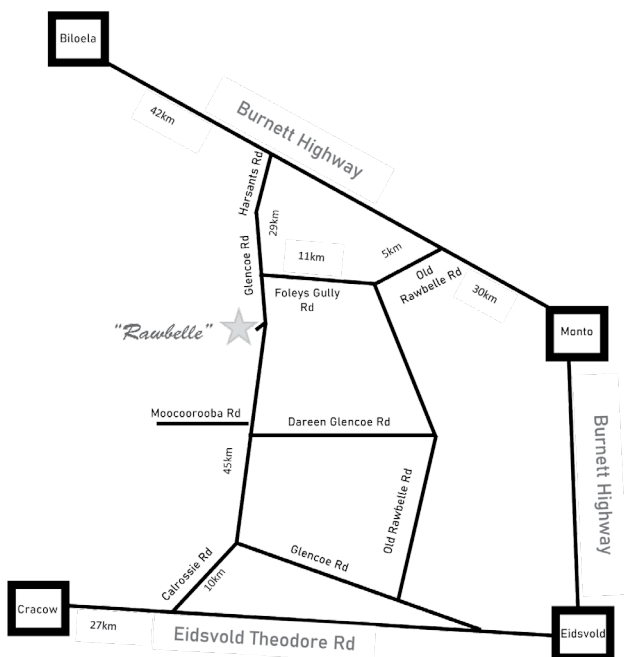 Biloela
42km
Burnett Highway
Harsants Rd
29km
Glencoe Rd
11km
5km
Old
Rawbelle Rd
30km
Foleys Gully
Rd
"Rawbelle"
Monto
Moocoorooba Rd
Dareen Glencoe Rd
45km
Burnett Highway
Old Rawbelle Rd
Glencoe Rd
Calrossie Rd
10km
Cracow
27km
Eidsvold Theodore Rd
Eidsvold